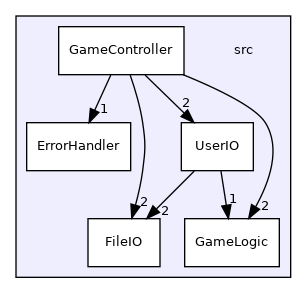 GameController
src
1
2
ErrorHandler
UserIO
2
2
1
2
FileIO
GameLogic